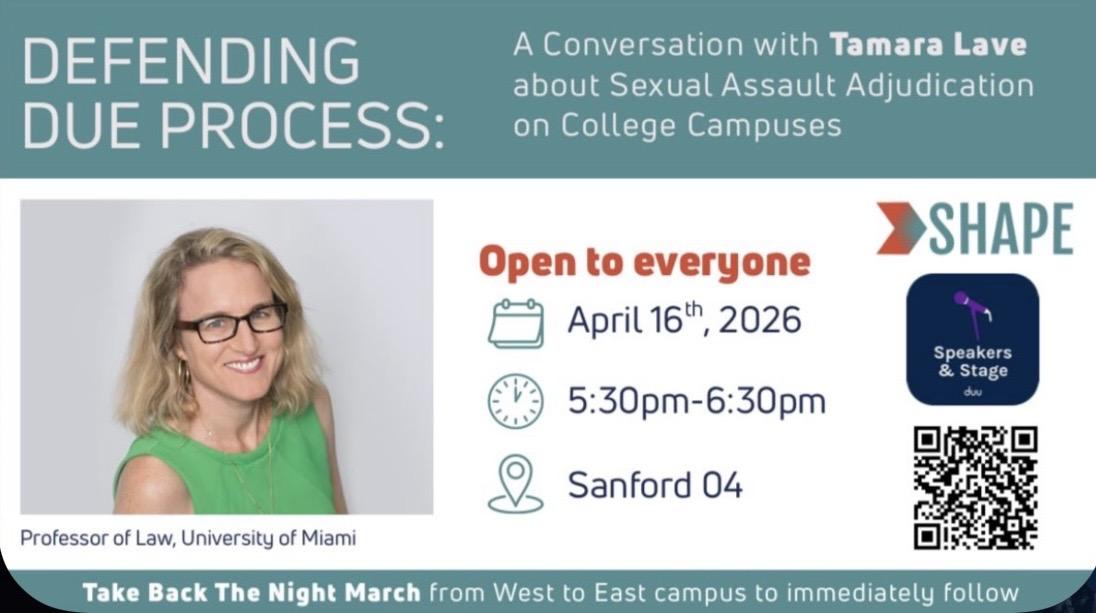 DEFENDING
DUE PROCESS:
A Conversation with Tamara Lave
about Sexual Assault Adjudication
on College Campuses
Open to everyone
April 16th, 2026
5:30pm-6:30pm
Sanford 04
SHAPE
Speakers
& Stage
duu
Professor of Law, University of Miami
Take Back The Night March from West to East campus to immediately follow